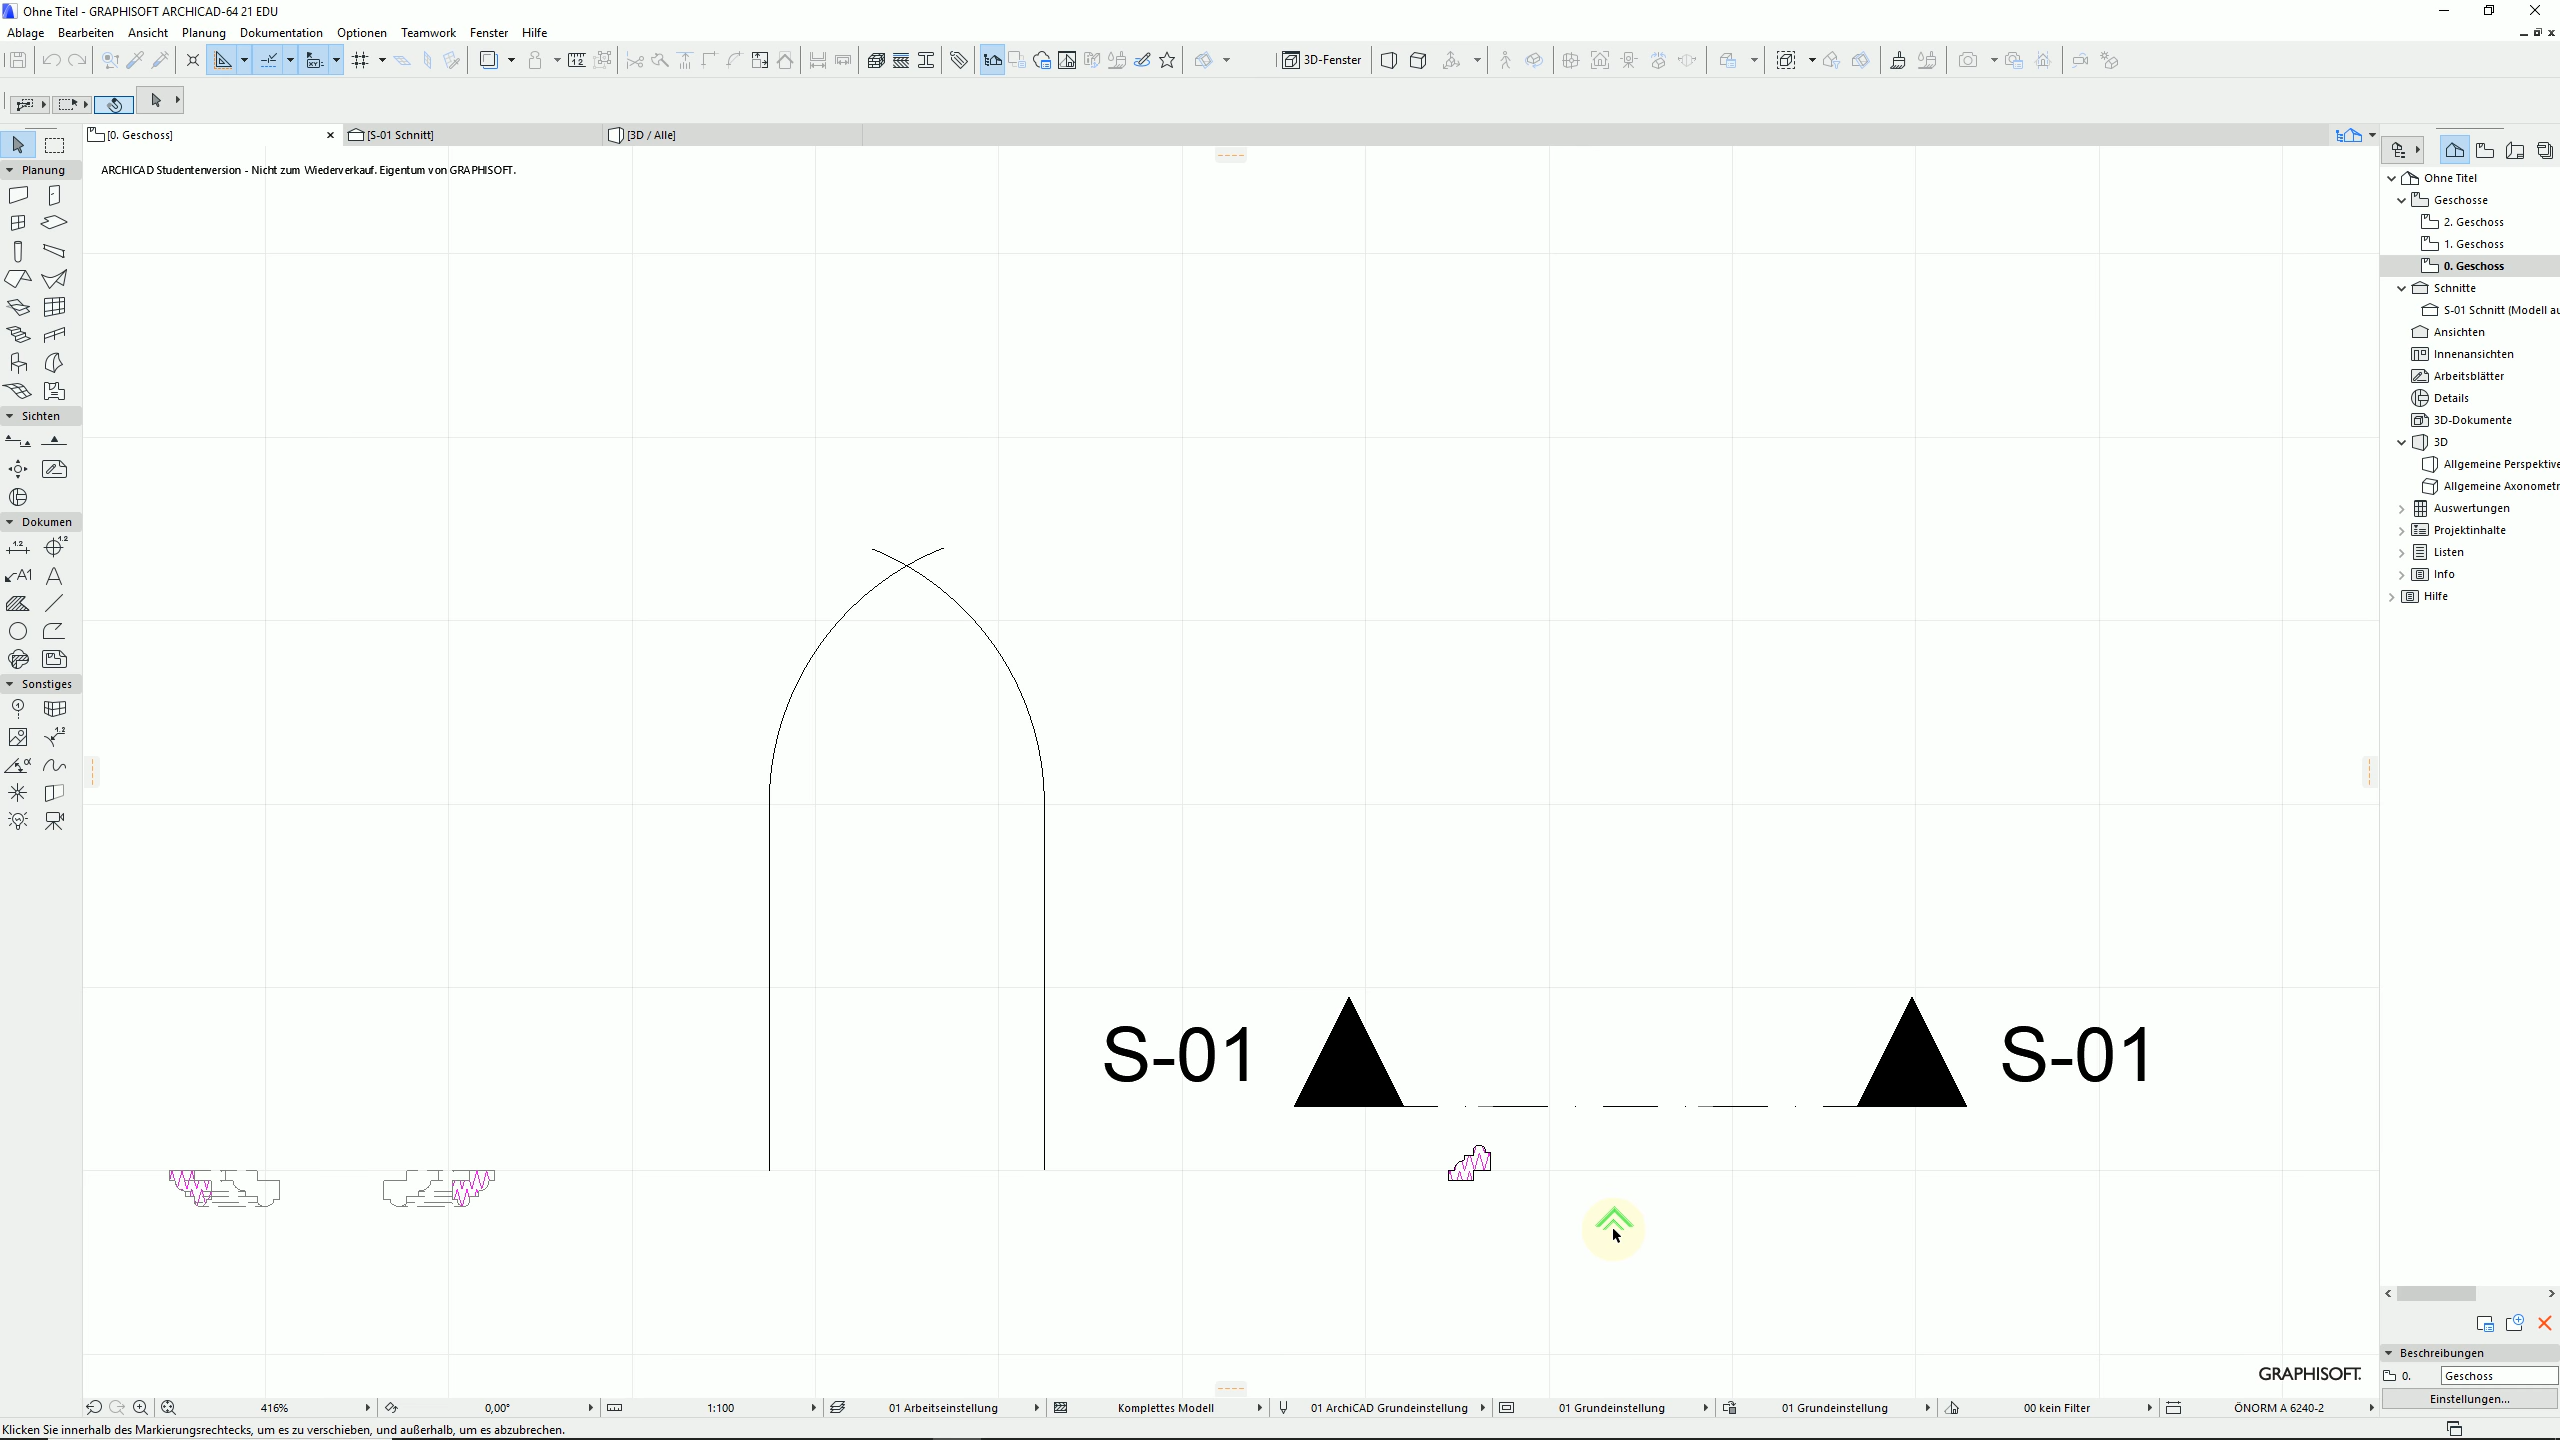 Ohne Titel - GRAPHISOFT ARCHICAD-64 21 EDU
Ablage Bearbeiten Ansicht Planung Dokumentation Optionen Teamwork Fenster Hilfe
3D-Fenster
[0. Geschoss]
[S-01 Schnitt]
[3D / Alle]
ARCHICAD Studentenversion - Nicht zum Wiederverkauf. Eigentum von GRAPHISOFT.
Planung
Sichten
Dokumen
Sonstiges
S-01
S-01
Ohne Titel
Geschosse
2. Geschoss
1. Geschoss
0. Geschoss
Schnitte
S-01 Schnitt (Modell au
Ansichten
Innenansichten
Arbeitsblätter
Details
3D-Dokumente
3D
Allgemeine Perspektive
Allgemeine Axonometr
Auswertungen
Projektinhalte
Listen
Info
Hilfe
Beschreibungen
0. Geschoss
Einstellungen...
GRAPHISOFT.
416% 0,00° 1:100 01 Arbeitseinstellung Komplettes Modell 01 ArchiCAD Grundeinstellung 01 Grundeinstellung 01 Grundeinstellung 00 kein Filter ÖNORM A 6240-2
Klicken Sie innerhalb des Markierungsrechtecks, um es zu verschieben, und außerhalb, um es abzubrechen.